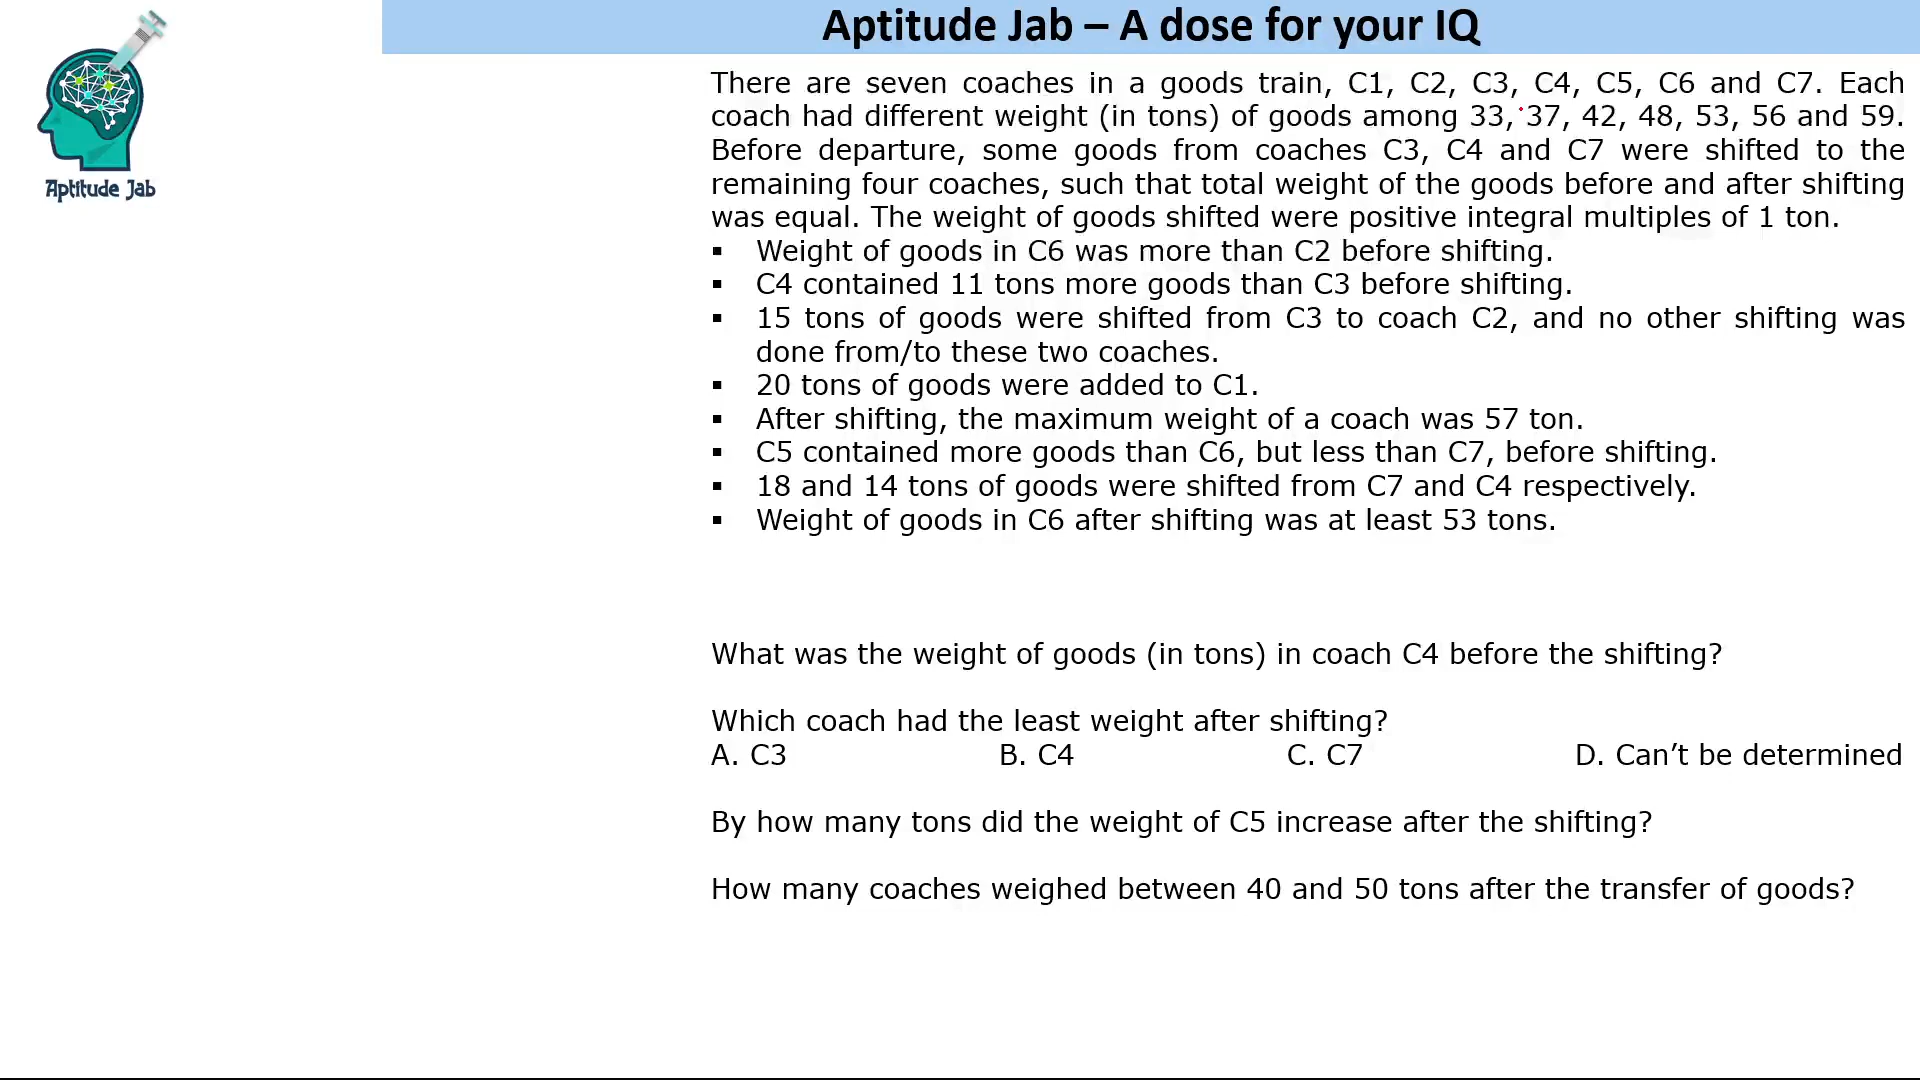 Aptitude Jab – A dose for your IQ
Aptitude Jab
There are seven coaches in a goods train, C1, C2, C3, C4, C5, C6 and C7. Each
coach had different weight (in tons) of goods among 33, 37, 42, 48, 53, 56 and 59.
Before departure, some goods from coaches C3, C4 and C7 were shifted to the
remaining four coaches, such that total weight of the goods before and after shifting
was equal. The weight of goods shifted were positive integral multiples of 1 ton.
▪ Weight of goods in C6 was more than C2 before shifting.
▪ C4 contained 11 tons more goods than C3 before shifting.
▪ 15 tons of goods were shifted from C3 to coach C2, and no other shifting was
done from/to these two coaches.
▪ 20 tons of goods were added to C1.
▪ After shifting, the maximum weight of a coach was 57 ton.
▪ C5 contained more goods than C6, but less than C7, before shifting.
▪ 18 and 14 tons of goods were shifted from C7 and C4 respectively.
▪ Weight of goods in C6 after shifting was at least 53 tons.
What was the weight of goods (in tons) in coach C4 before the shifting?
Which coach had the least weight after shifting?
A. C3 B. C4 C. C7 D. Can’t be determined
By how many tons did the weight of C5 increase after the shifting?
How many coaches weighed between 40 and 50 tons after the transfer of goods?